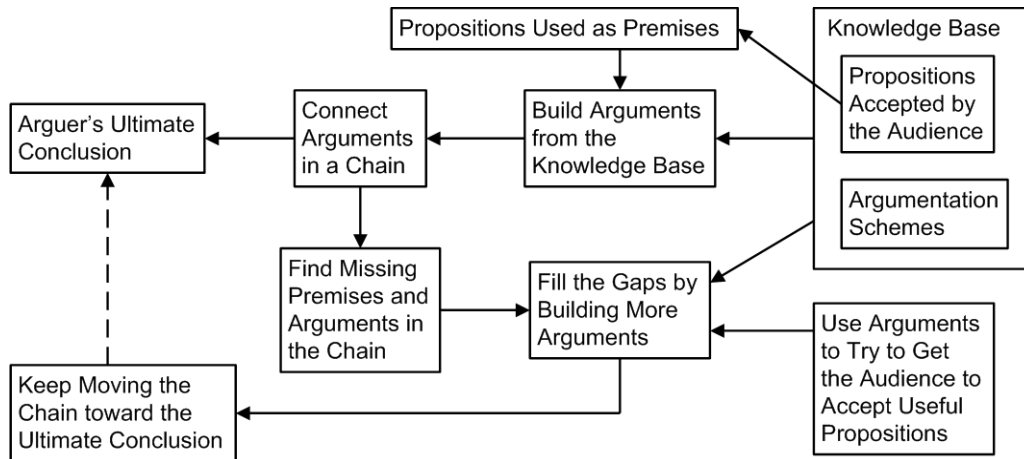 Propositions Used as Premises
Knowledge Base
Propositions
Accepted by
the Audience
Arguer’s Ultimate
Conclusion
Connect
Arguments
in a Chain
Build Arguments
from the
Knowledge Base
Argumentation
Schemes
Find Missing
Premises and
Arguments in
the Chain
Fill the Gaps by
Building More
Arguments
Use Arguments
to Try to Get
the Audience to
Accept Useful
Propositions
Keep Moving the
Chain toward the
Ultimate Conclusion